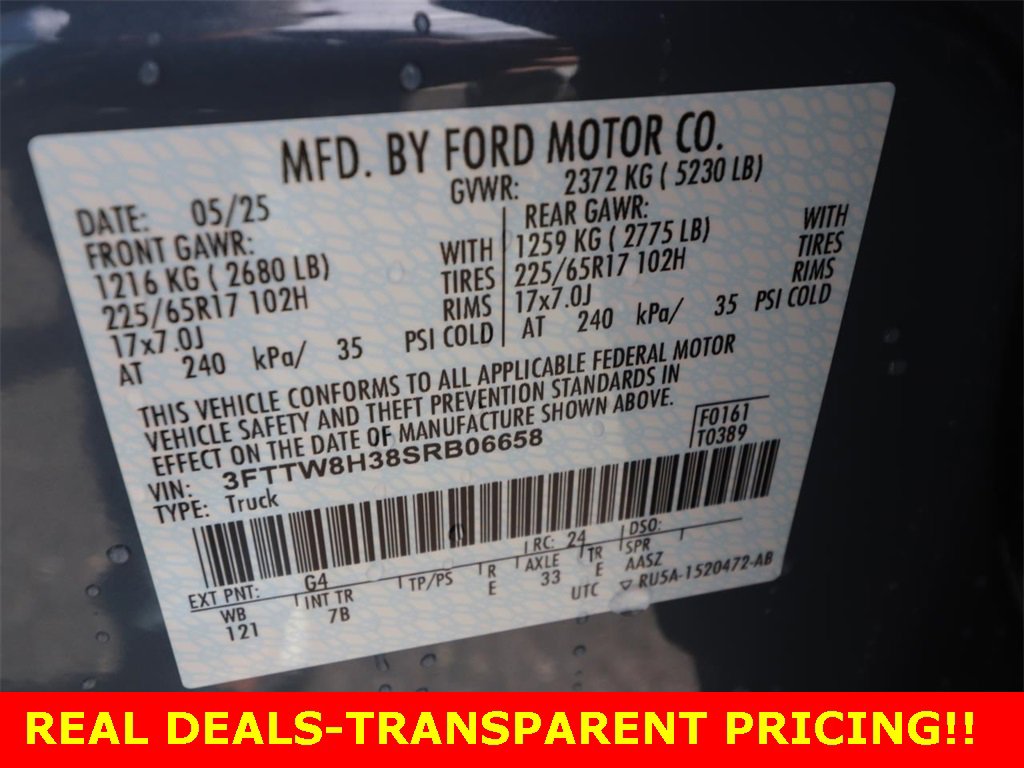 MFD. BY FORD MOTOR CO.
DATE: 05/25
GVWR: 2372 KG ( 5230 LB)
FRONT GAWR:
1216 KG ( 2680 LB) WITH
225/65R17 102H TIRES
17x7.0J RIMS
AT 240 kPa/ 35 PSI COLD
REAR GAWR:
1259 KG ( 2775 LB) WITH
225/65R17 102H TIRES
17x7.0J RIMS
AT 240 kPa/ 35 PSI COLD
THIS VEHICLE CONFORMS TO ALL APPLICABLE FEDERAL MOTOR
VEHICLE SAFETY AND THEFT PREVENTION STANDARDS IN
EFFECT ON THE DATE OF MANUFACTURE SHOWN ABOVE.
F0161
T0389
VIN: 3FTTW8H38SRB06658
TYPE: Truck
EXT PNT: G4 RC: 24 DSO:
WB INT TR TP/PS R AXLE TR SPR
121 7B E 33 E AASZ
UTC RU5A-1520472-AB
REAL DEALS-TRANSPARENT PRICING!!